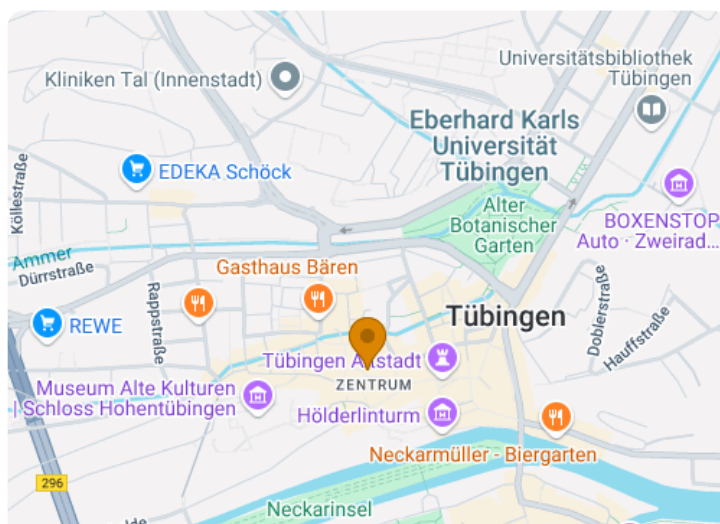 Universitätsbibliothek
Tübingen
Kliniken Tal (Innenstadt)
Eberhard Karls
Universität
Tübingen
Köllestraße
EDEKA Schöck
Alter
Botanischer
Garten
BOXENSTOP
Auto · Zweirad...
Ammer
Dürrstraße
Gasthaus Bären
Rappstraße
REWE
Tübingen
Doblerstraße
Hauffstraße
Tübingen Altstadt
ZENTRUM
Museum Alte Kulturen
| Schloss Hohentübingen
Hölderlinturm
Neckarmüller - Biergarten
296
Neckarinsel